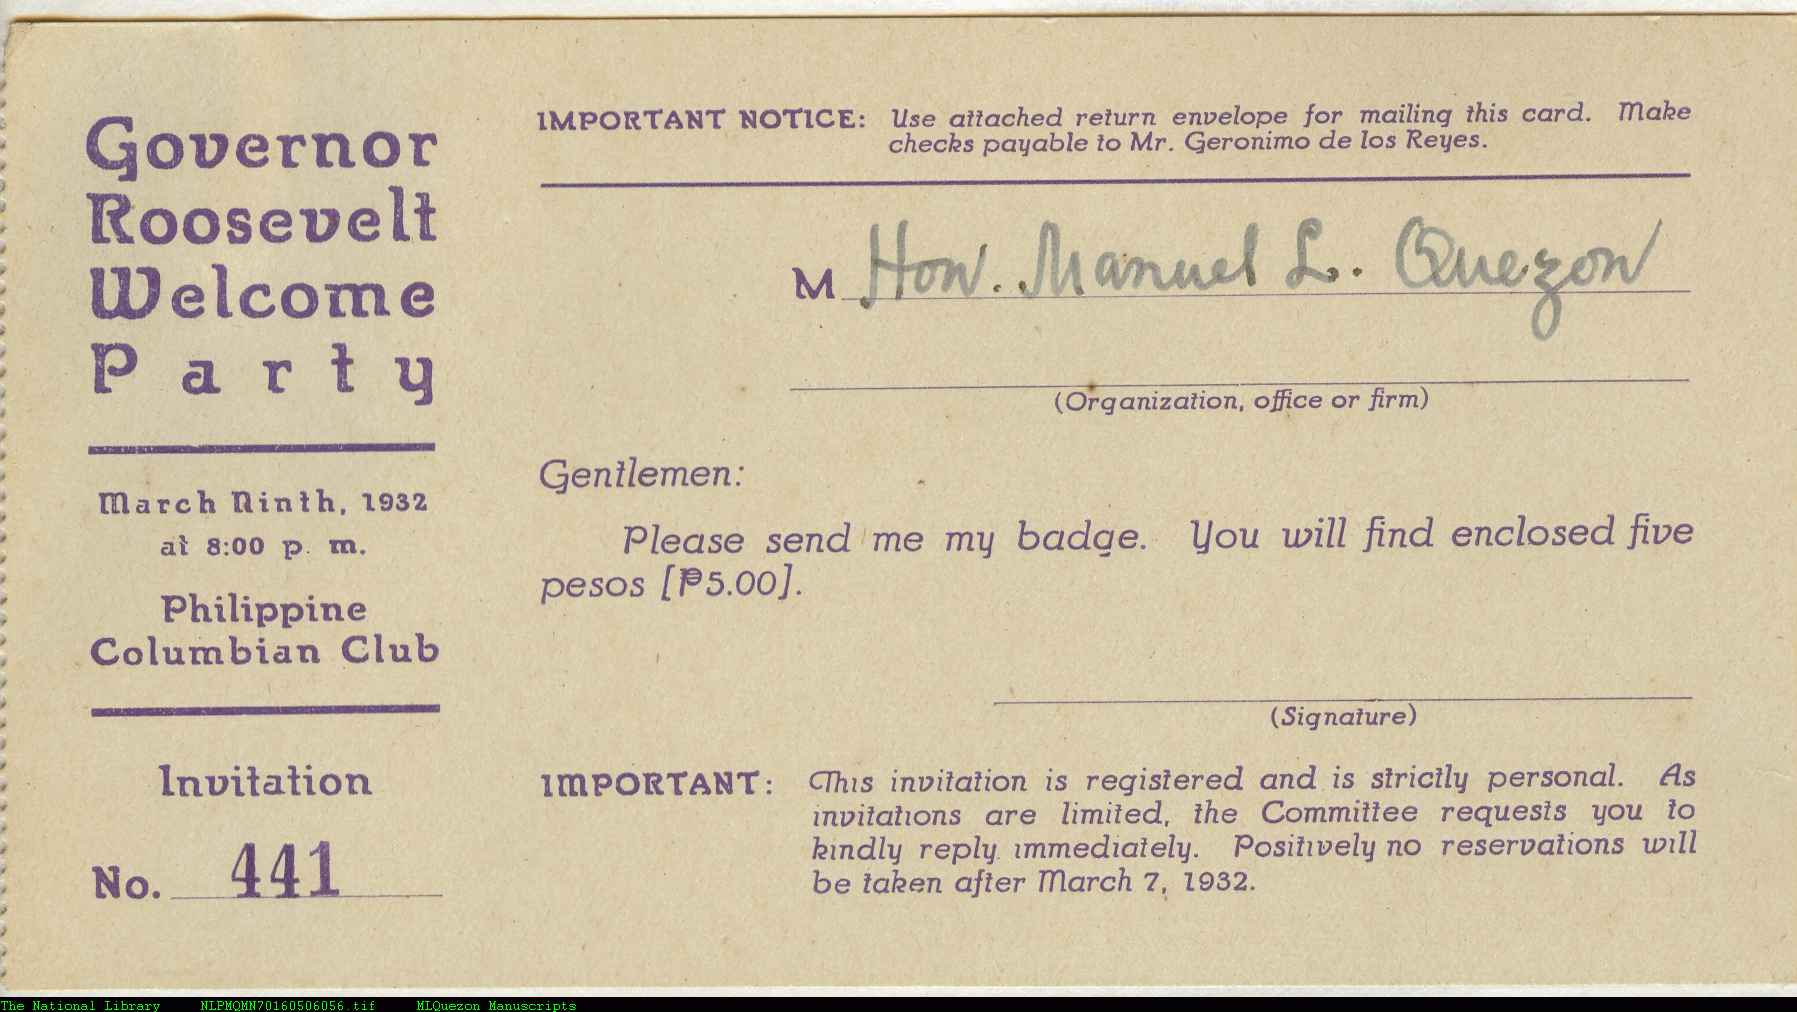 Governor
Roosevelt
Welcome
Party
March Ninth, 1932
at 8:00 p. m.
Philippine
Columbian Club
Invitation
No. 441
IMPORTANT NOTICE: Use attached return envelope for mailing this card. Make
checks payable to Mr. Geronimo de los Reyes.
M Hon. Manuel L. Quezon
(Organization, office or firm)
Gentlemen:
Please send me my badge. You will find enclosed five
pesos [₱5.00].
(Signature)
IMPORTANT: This invitation is registered and is strictly personal. As
invitations are limited, the Committee requests you to
kindly reply immediately. Positively no reservations will
be taken after March 7, 1932.
The National Library NLPMQMN70160506056.tif MLQuezon Manuscripts